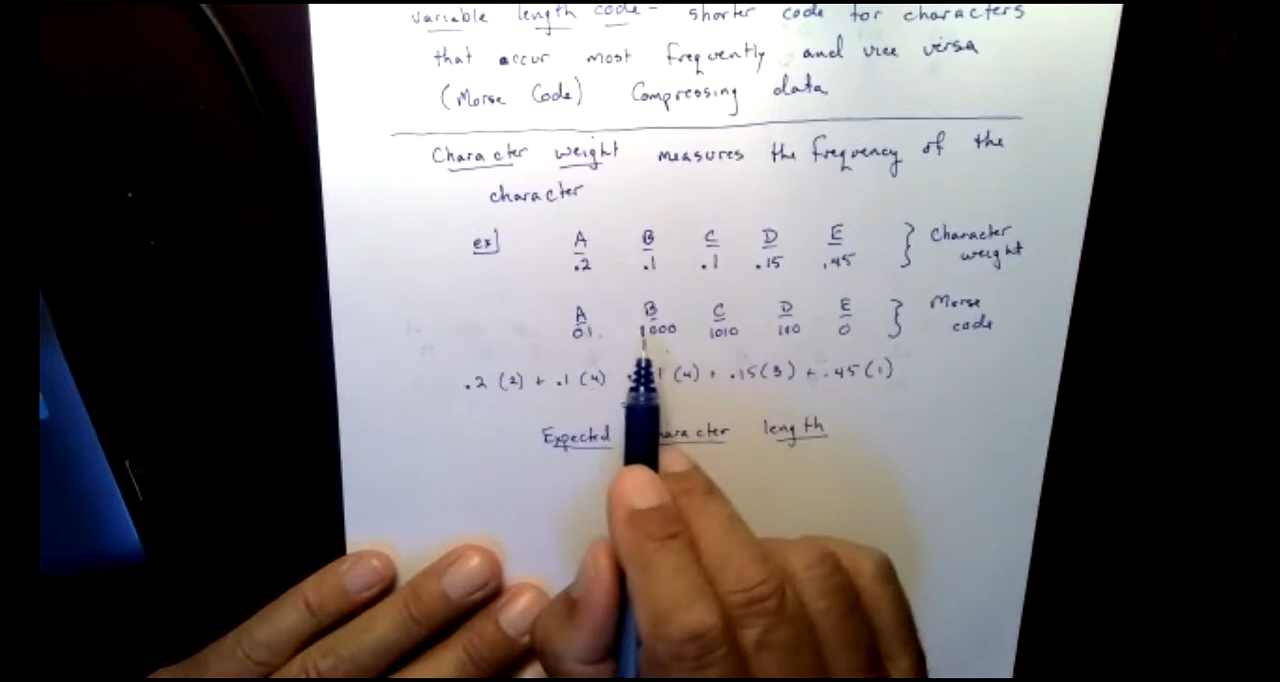 variable length code - shorter code for characters
that occur most frequently and vice versa
(Morse Code) Compressing data
Character weight measures the frequency of the
character
ex] A B C D E } Character
.2 .1 .1 .15 .45 weight
A B C D E } Morse
01 1000 1010 100 0 code
.2 (2) + .1 (4) 1 (4) + .15(3) + .45(1)
Expected length